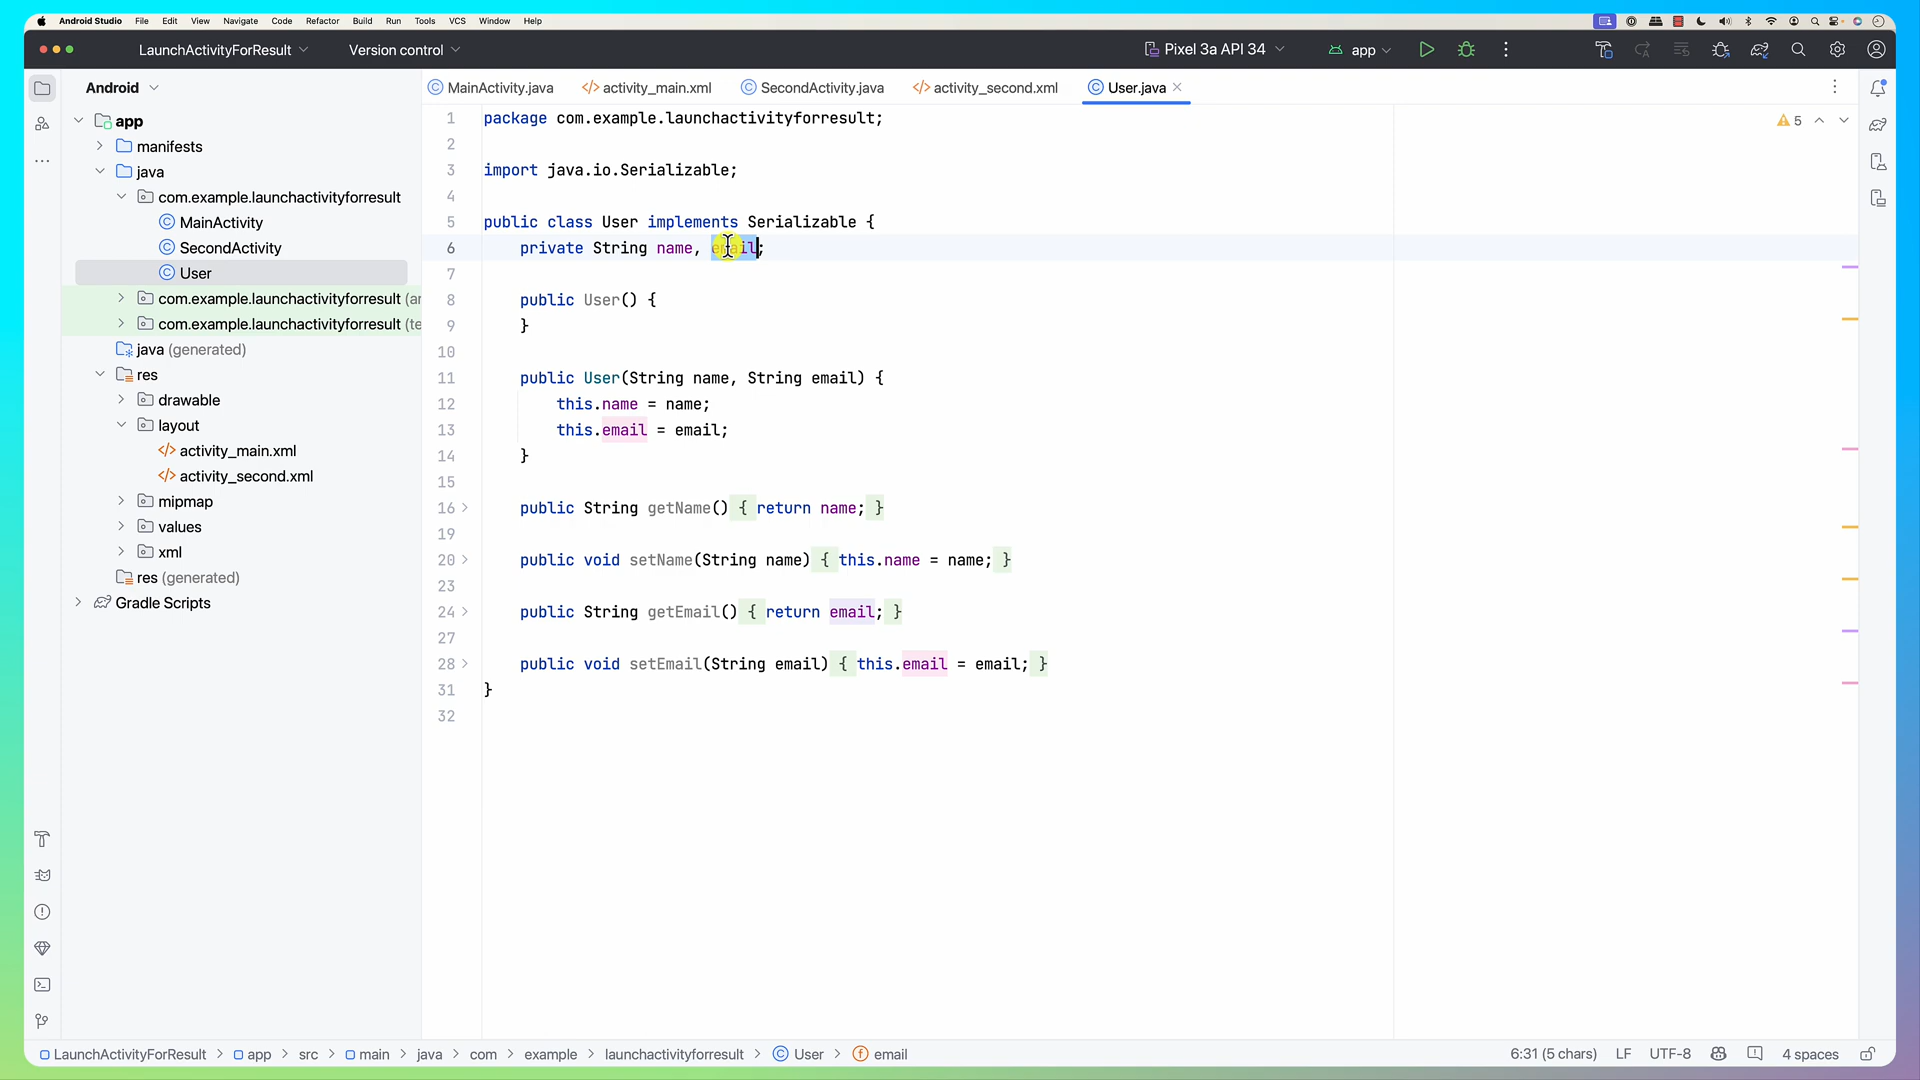 Android Studio File Edit View Navigate Code Refactor Build Run Tools VCS Window Help
LaunchActivityForResult Version control Pixel 3a API 34 app
Android
MainActivity.java activity_main.xml SecondActivity.java activity_second.xml User.java
app
manifests
java
com.example.launchactivityforresult
MainActivity
SecondActivity
User
com.example.launchactivityforresult (ar
com.example.launchactivityforresult (te
java (generated)
res
drawable
layout
activity_main.xml
activity_second.xml
mipmap
values
xml
res (generated)
Gradle Scripts
5
1 package com.example.launchactivityforresult;
2
3 import java.io.Serializable;
4
5 public class User implements Serializable {
6 private String name, email;
7
8 public User() {
9 }
10
11 public User(String name, String email) {
12 this.name = name;
13 this.email = email;
14 }
15
16 public String getName() { return name; }
19
20 public void setName(String name) { this.name = name; }
23
24 public String getEmail() { return email; }
27
28 public void setEmail(String email) { this.email = email; }
31 }
32
LaunchActivityForResult > app > src > main > java > com > example > launchactivityforresult > User > email 6:31 (5 chars) LF UTF-8 4 spaces